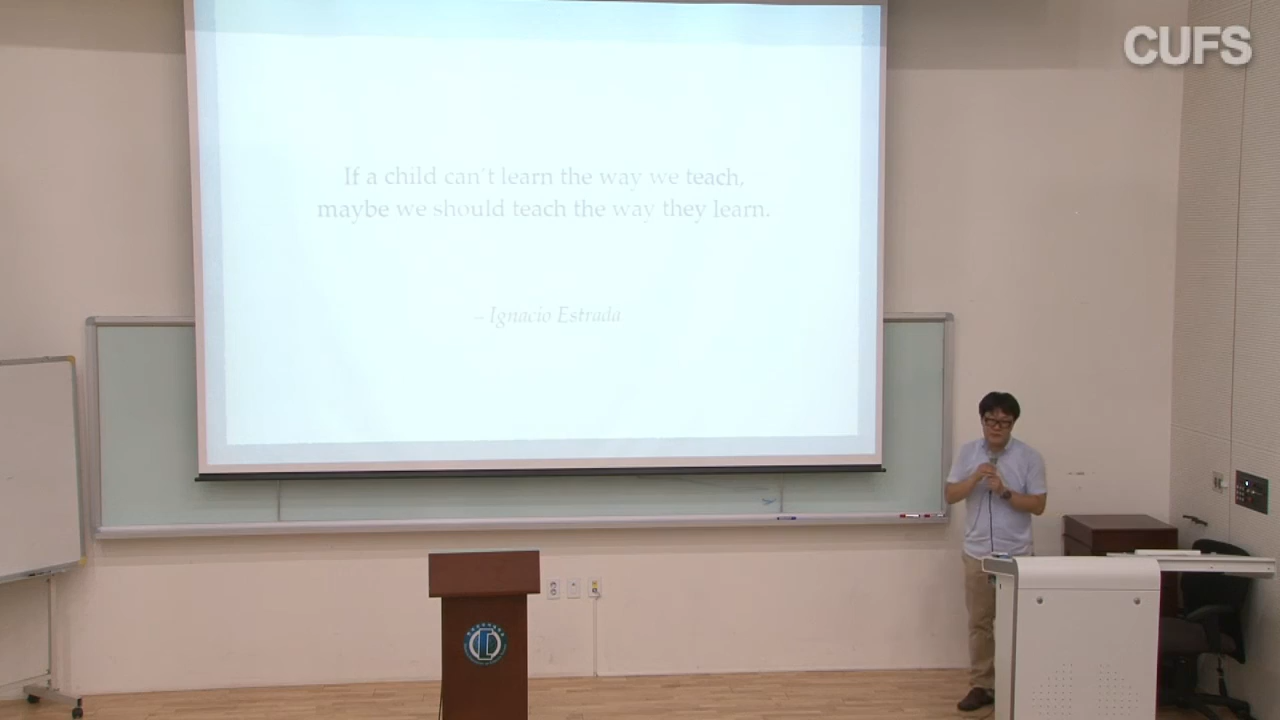 CUFS
If a child can't learn the way we teach,
maybe we should teach the way they learn.
– Ignacio Estrada